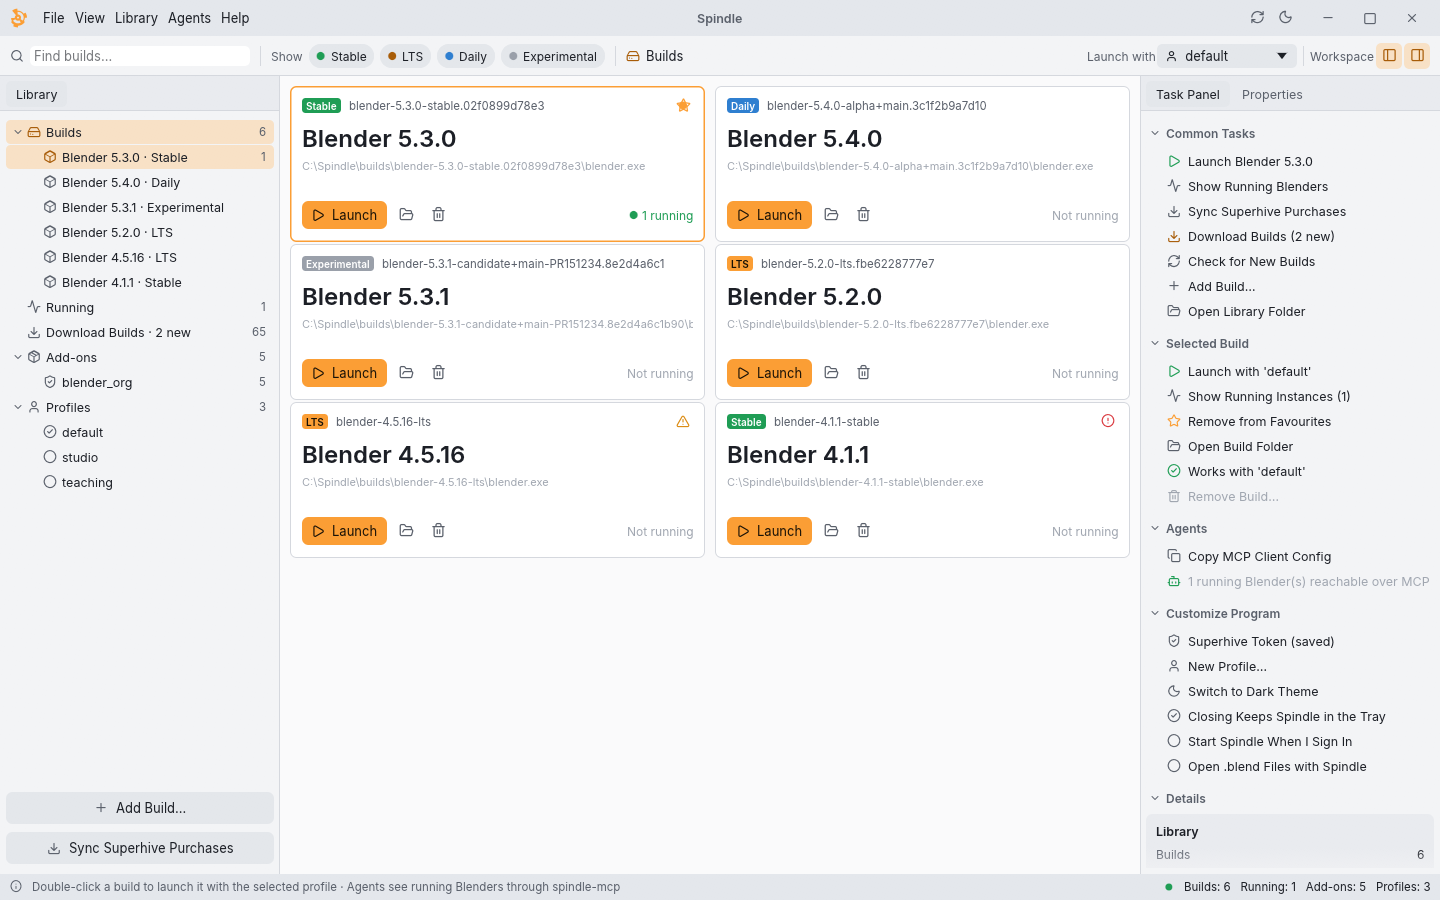 File View Library Agents Help
Spindle
Find builds...
Show Stable LTS Daily Experimental
Builds
Launch with default
Workspace
Library
Builds 6
Blender 5.3.0 · Stable 1
Blender 5.4.0 · Daily
Blender 5.3.1 · Experimental
Blender 5.2.0 · LTS
Blender 4.5.16 · LTS
Blender 4.1.1 · Stable
Running 1
Download Builds · 2 new 65
Add-ons 5
blender_org 5
Profiles 3
default
studio
teaching
Add Build...
Sync Superhive Purchases
Stable blender-5.3.0-stable.02f0899d78e3
Blender 5.3.0
C:\Spindle\builds\blender-5.3.0-stable.02f0899d78e3\blender.exe
Launch 1 running
Daily blender-5.4.0-alpha+main.3c1f2b9a7d10
Blender 5.4.0
C:\Spindle\builds\blender-5.4.0-alpha+main.3c1f2b9a7d10\blender.exe
Launch Not running
Experimental blender-5.3.1-candidate+main-PR151234.8e2d4a6c1
Blender 5.3.1
C:\Spindle\builds\blender-5.3.1-candidate+main-PR151234.8e2d4a6c1b90\b
Launch Not running
LTS blender-5.2.0-lts.fbe6228777e7
Blender 5.2.0
C:\Spindle\builds\blender-5.2.0-lts.fbe6228777e7\blender.exe
Launch Not running
LTS blender-4.5.16-lts
Blender 4.5.16
C:\Spindle\builds\blender-4.5.16-lts\blender.exe
Launch Not running
Stable blender-4.1.1-stable
Blender 4.1.1
C:\Spindle\builds\blender-4.1.1-stable\blender.exe
Launch Not running
Task Panel Properties
Common Tasks
Launch Blender 5.3.0
Show Running Blenders
Sync Superhive Purchases
Download Builds (2 new)
Check for New Builds
Add Build...
Open Library Folder
Selected Build
Launch with 'default'
Show Running Instances (1)
Remove from Favourites
Open Build Folder
Works with 'default'
Remove Build...
Agents
Copy MCP Client Config
1 running Blender(s) reachable over MCP
Customize Program
Superhive Token (saved)
New Profile...
Switch to Dark Theme
Closing Keeps Spindle in the Tray
Start Spindle When I Sign In
Open .blend Files with Spindle
Details
Library
Builds 6
Double-click a build to launch it with the selected profile · Agents see running Blenders through spindle-mcp
Builds: 6 Running: 1 Add-ons: 5 Profiles: 3